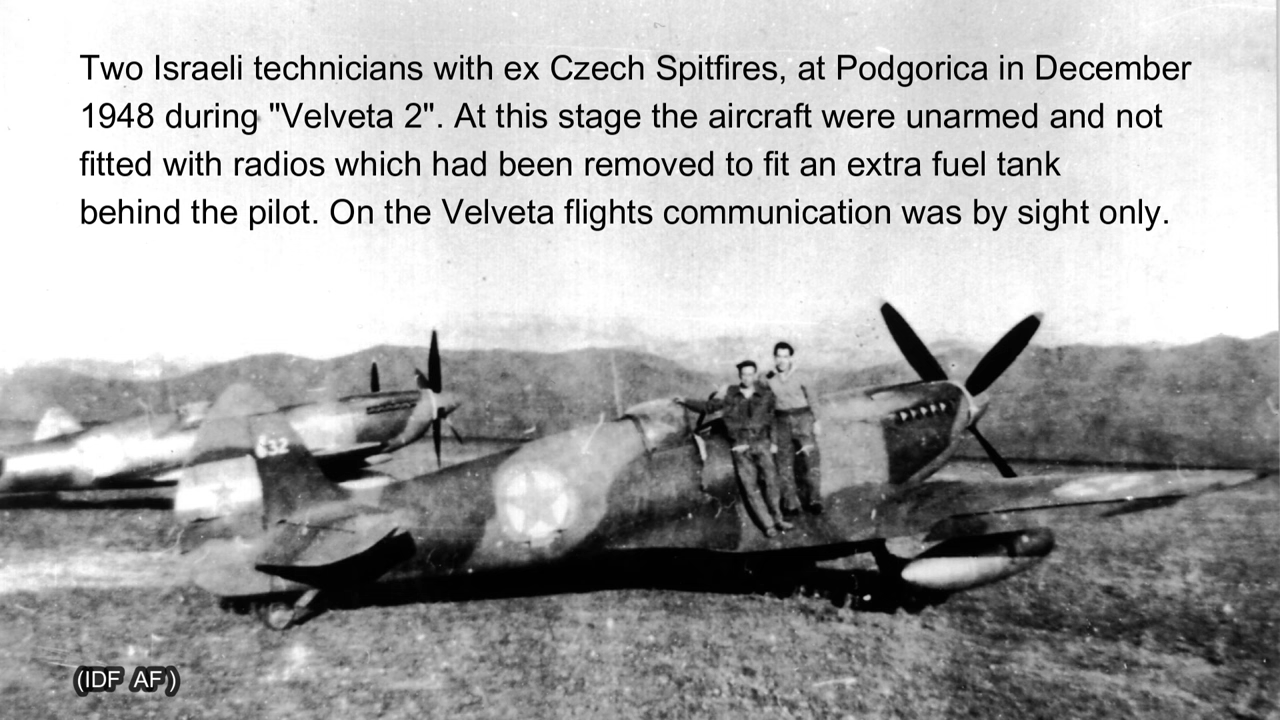 Two Israeli technicians with ex Czech Spitfires, at Podgorica in December
1948 during "Velveta 2". At this stage the aircraft were unarmed and not
fitted with radios which had been removed to fit an extra fuel tank
behind the pilot. On the Velveta flights communication was by sight only.
632
(IDF AF)